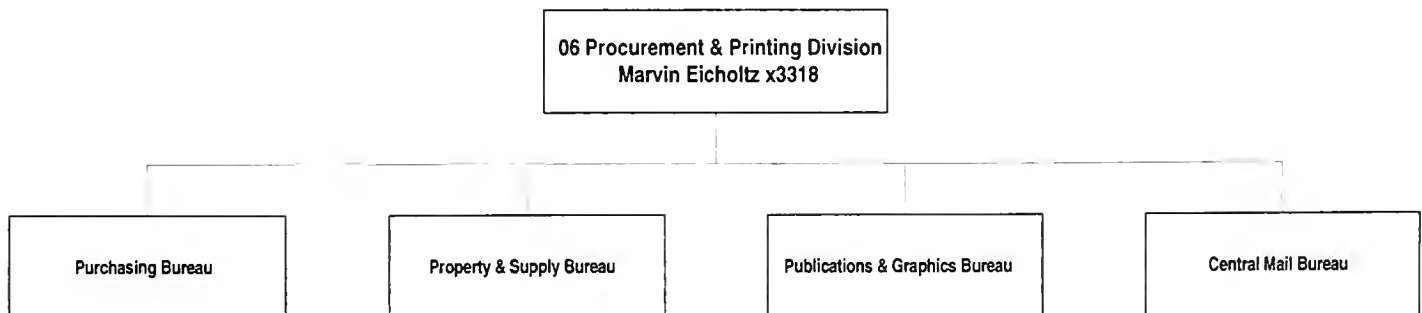 06 Procurement & Printing Division
Marvin Eicholtz x3318
Purchasing Bureau
Property & Supply Bureau
Publications & Graphics Bureau
Central Mail Bureau